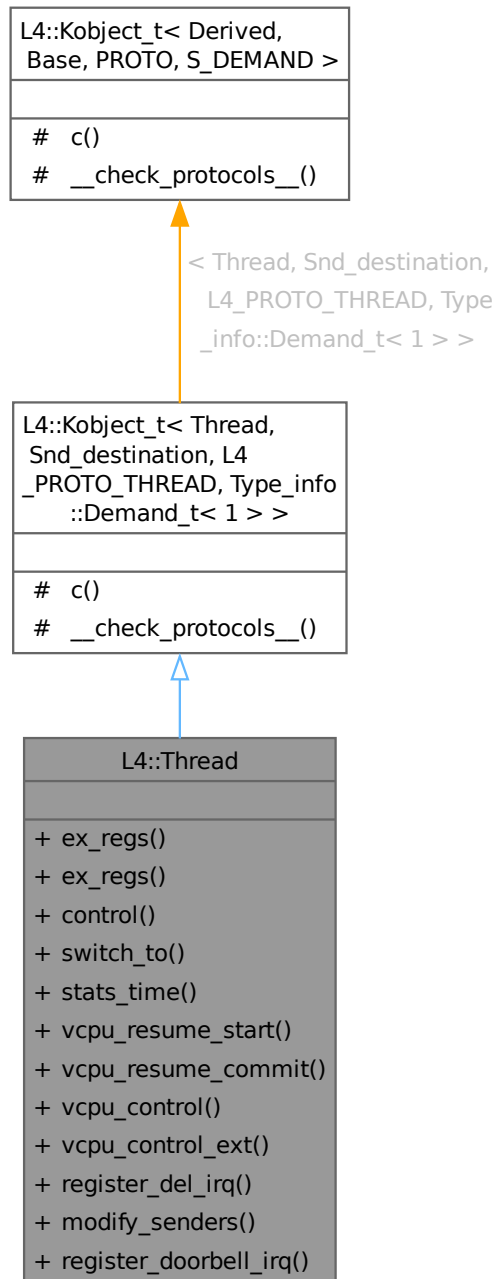 L4::Kobject_t< Derived,
Base, PROTO, S_DEMAND >
# c()
# __check_protocols__()
< Thread, Snd_destination,
L4_PROTO_THREAD, Type
_info::Demand_t< 1 > >
L4::Kobject_t< Thread,
Snd_destination, L4
_PROTO_THREAD, Type_info
::Demand_t< 1 > >
# c()
# __check_protocols__()
L4::Thread
+ ex_regs()
+ ex_regs()
+ control()
+ switch_to()
+ stats_time()
+ vcpu_resume_start()
+ vcpu_resume_commit()
+ vcpu_control()
+ vcpu_control_ext()
+ register_del_irq()
+ modify_senders()
+ register_doorbell_irq()